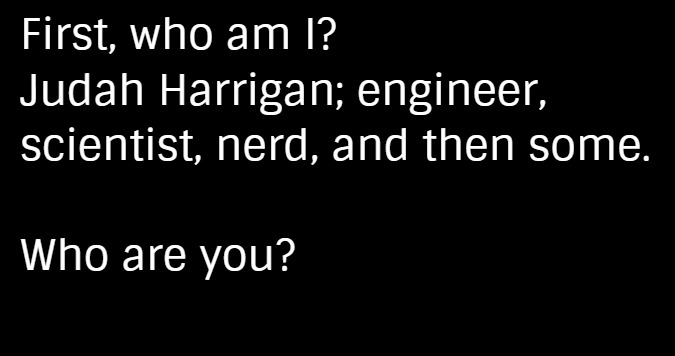 First, who am I?
Judah Harrigan; engineer,
scientist, nerd, and then some.
Who are you?